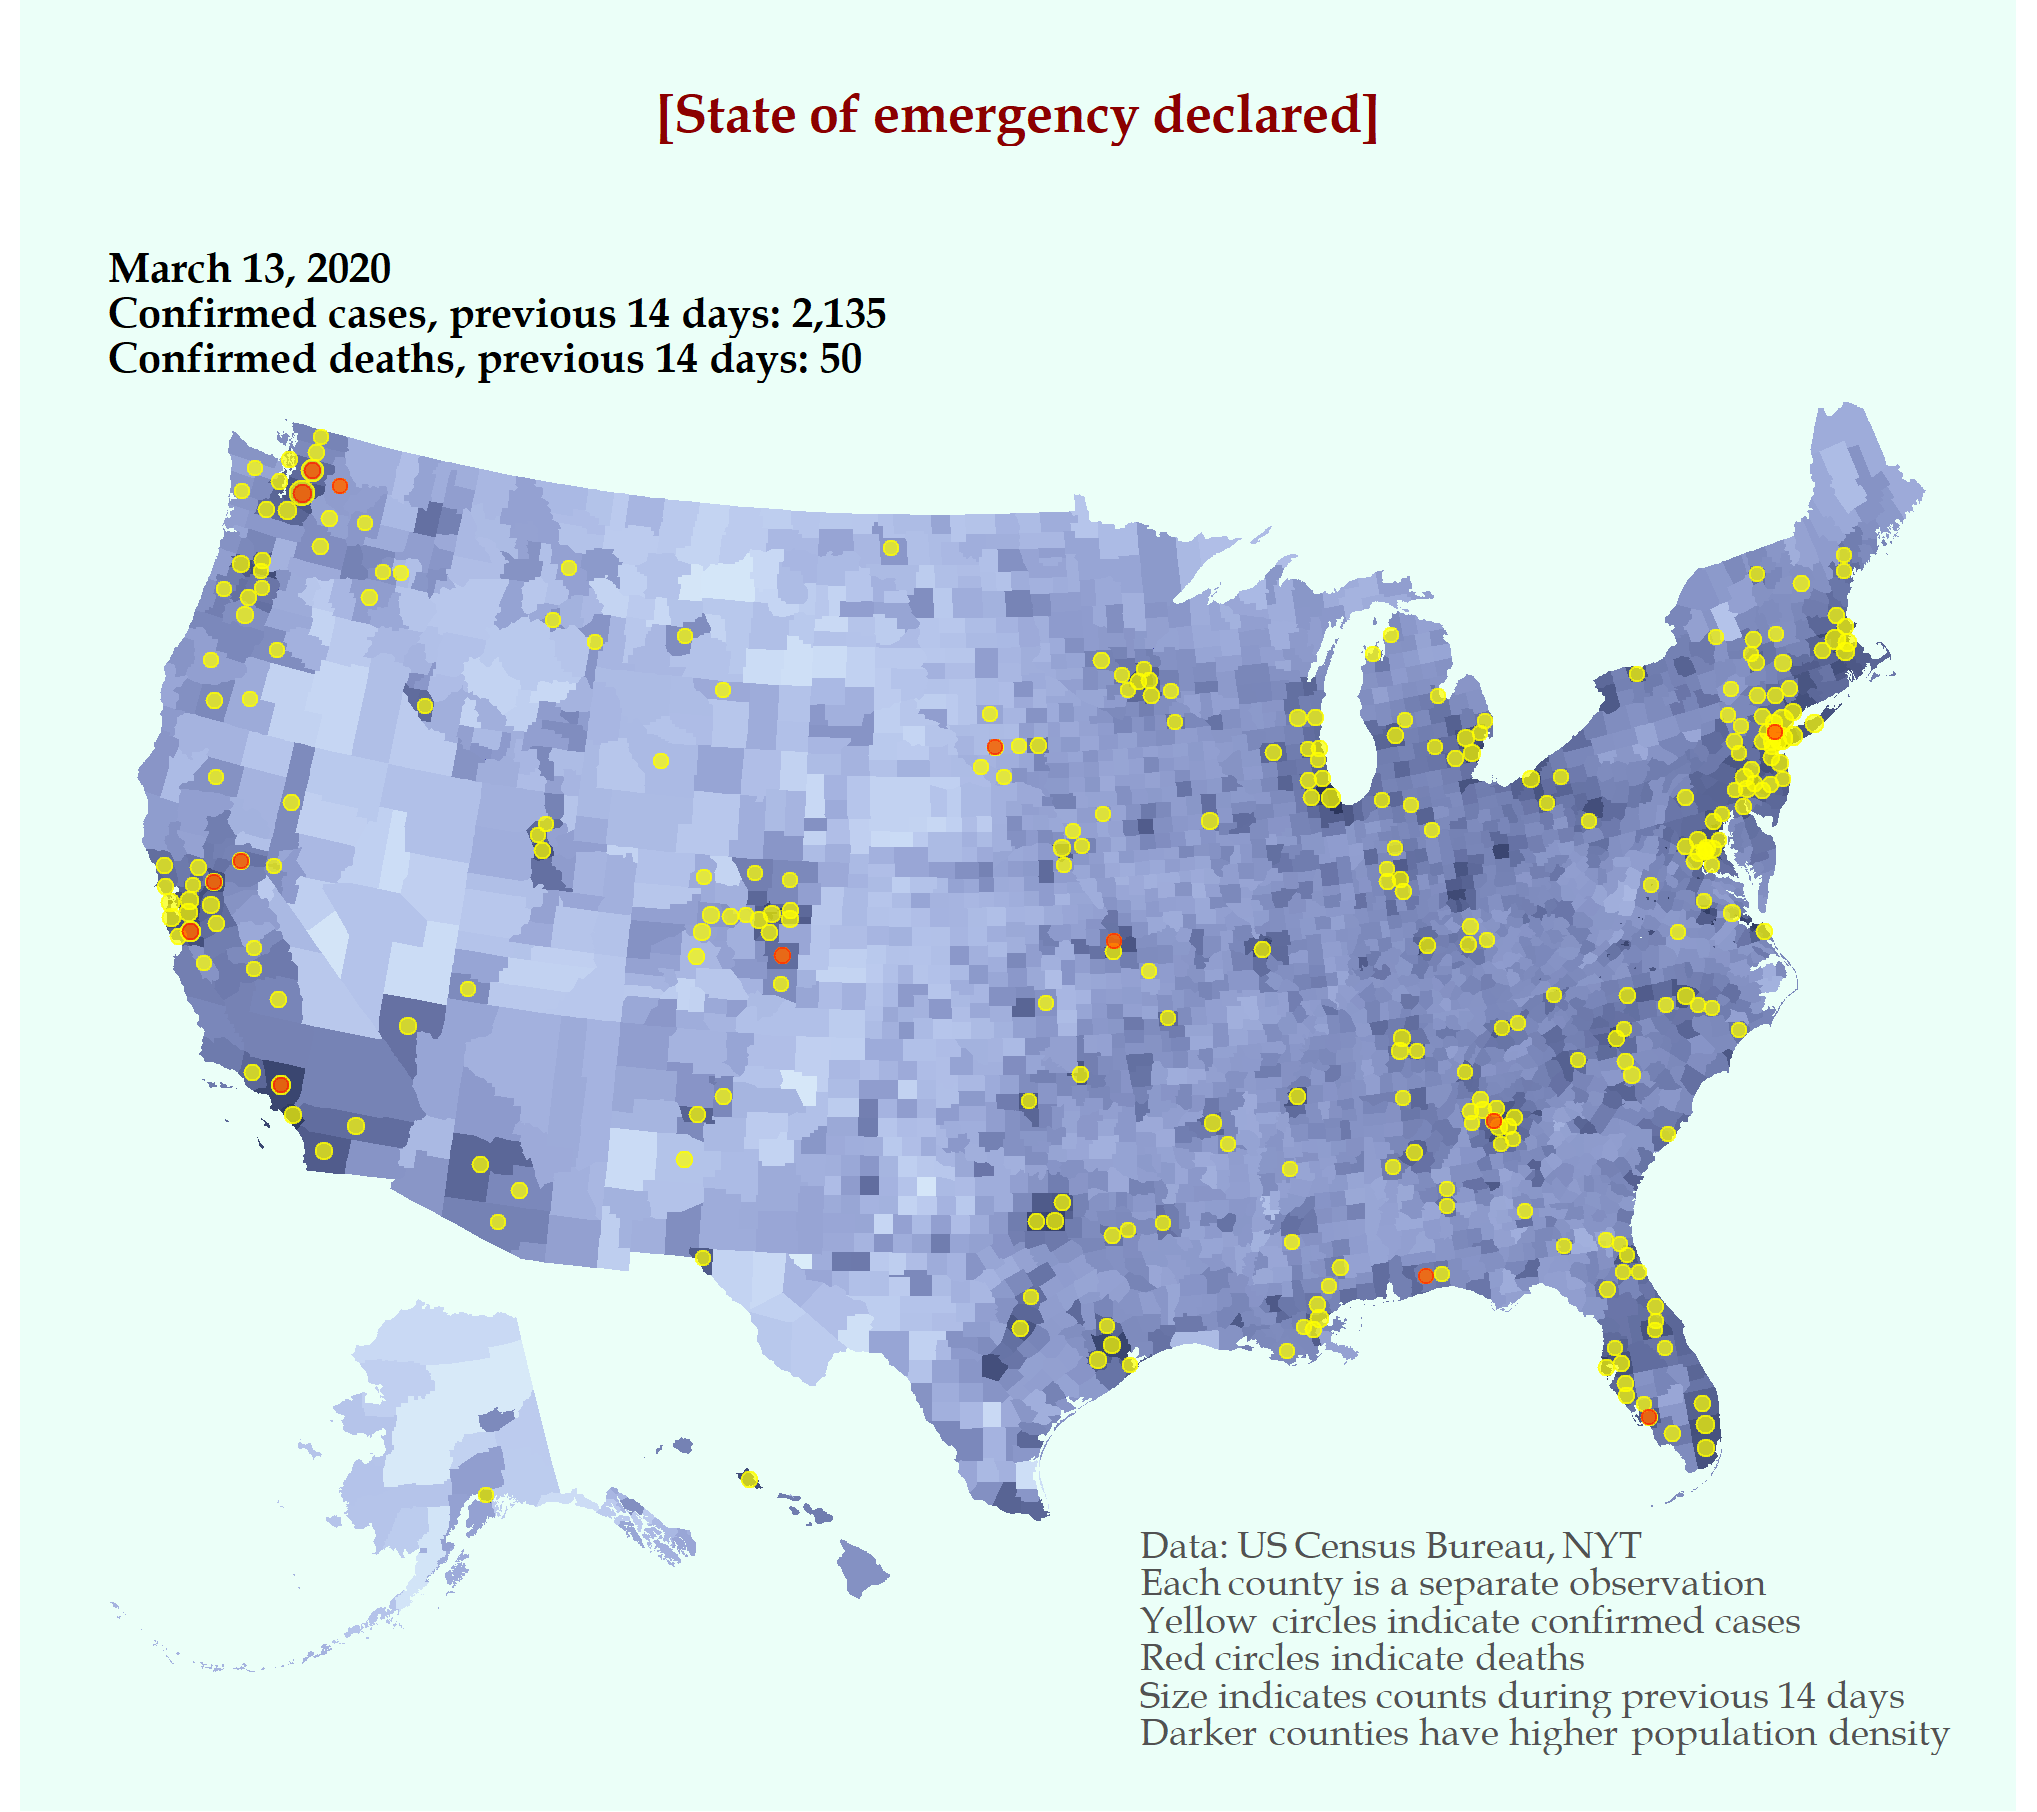 [State of emergency declared]
March 13, 2020
Confirmed cases, previous 14 days: 2,135
Confirmed deaths, previous 14 days: 50
Data: US Census Bureau, NYT
Each county is a separate observation
Yellow circles indicate confirmed cases
Red circles indicate deaths
Size indicates counts during previous 14 days
Darker counties have higher population density